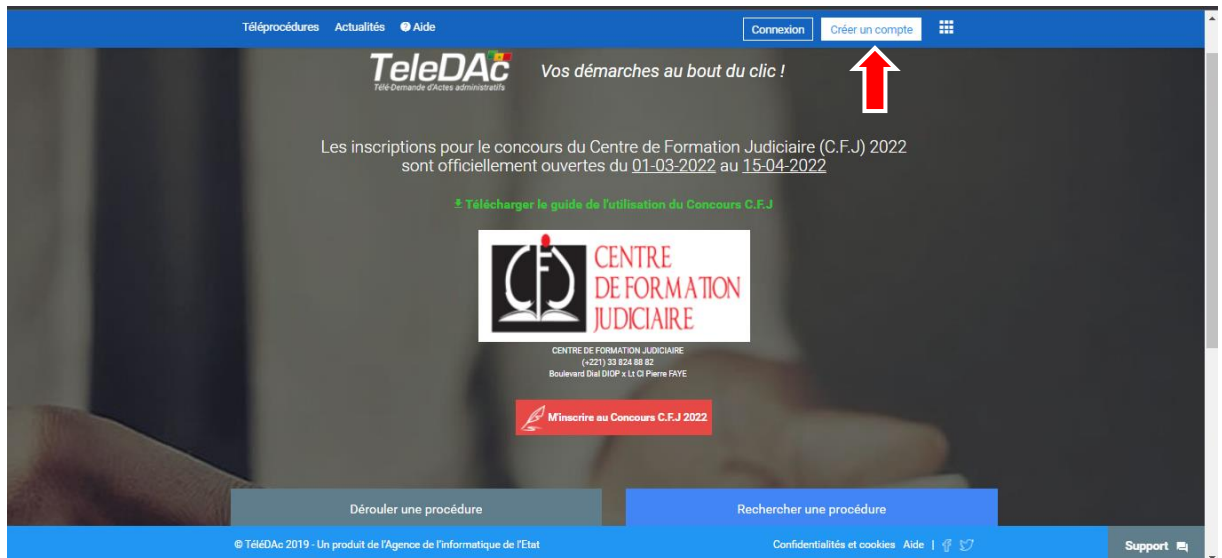 Téléprocédures Actualités Aide Connexion Créer un compte
TeleDAc
Télé-Demande d'Actes administratifs
Vos démarches au bout du clic !
Les inscriptions pour le concours du Centre de Formation Judiciaire (C.F.J) 2022
sont officiellement ouvertes du 01-03-2022 au 15-04-2022
Télécharger le guide de l'utilisation du Concours C.F.J
CFJ
CENTRE
DE FORMATION
JUDICIAIRE
CENTRE DE FORMATION JUDICIAIRE
(+221) 33 824 88 82
Boulevard Dial DIOP x Lt Cl Pierre FAYE
M'inscrire au Concours C.F.J 2022
Dérouler une procédure
Rechercher une procédure
© TéléDAc 2019 - Un produit de l'Agence de l'informatique de l'Etat
Confidentialités et cookies Aide |
Support